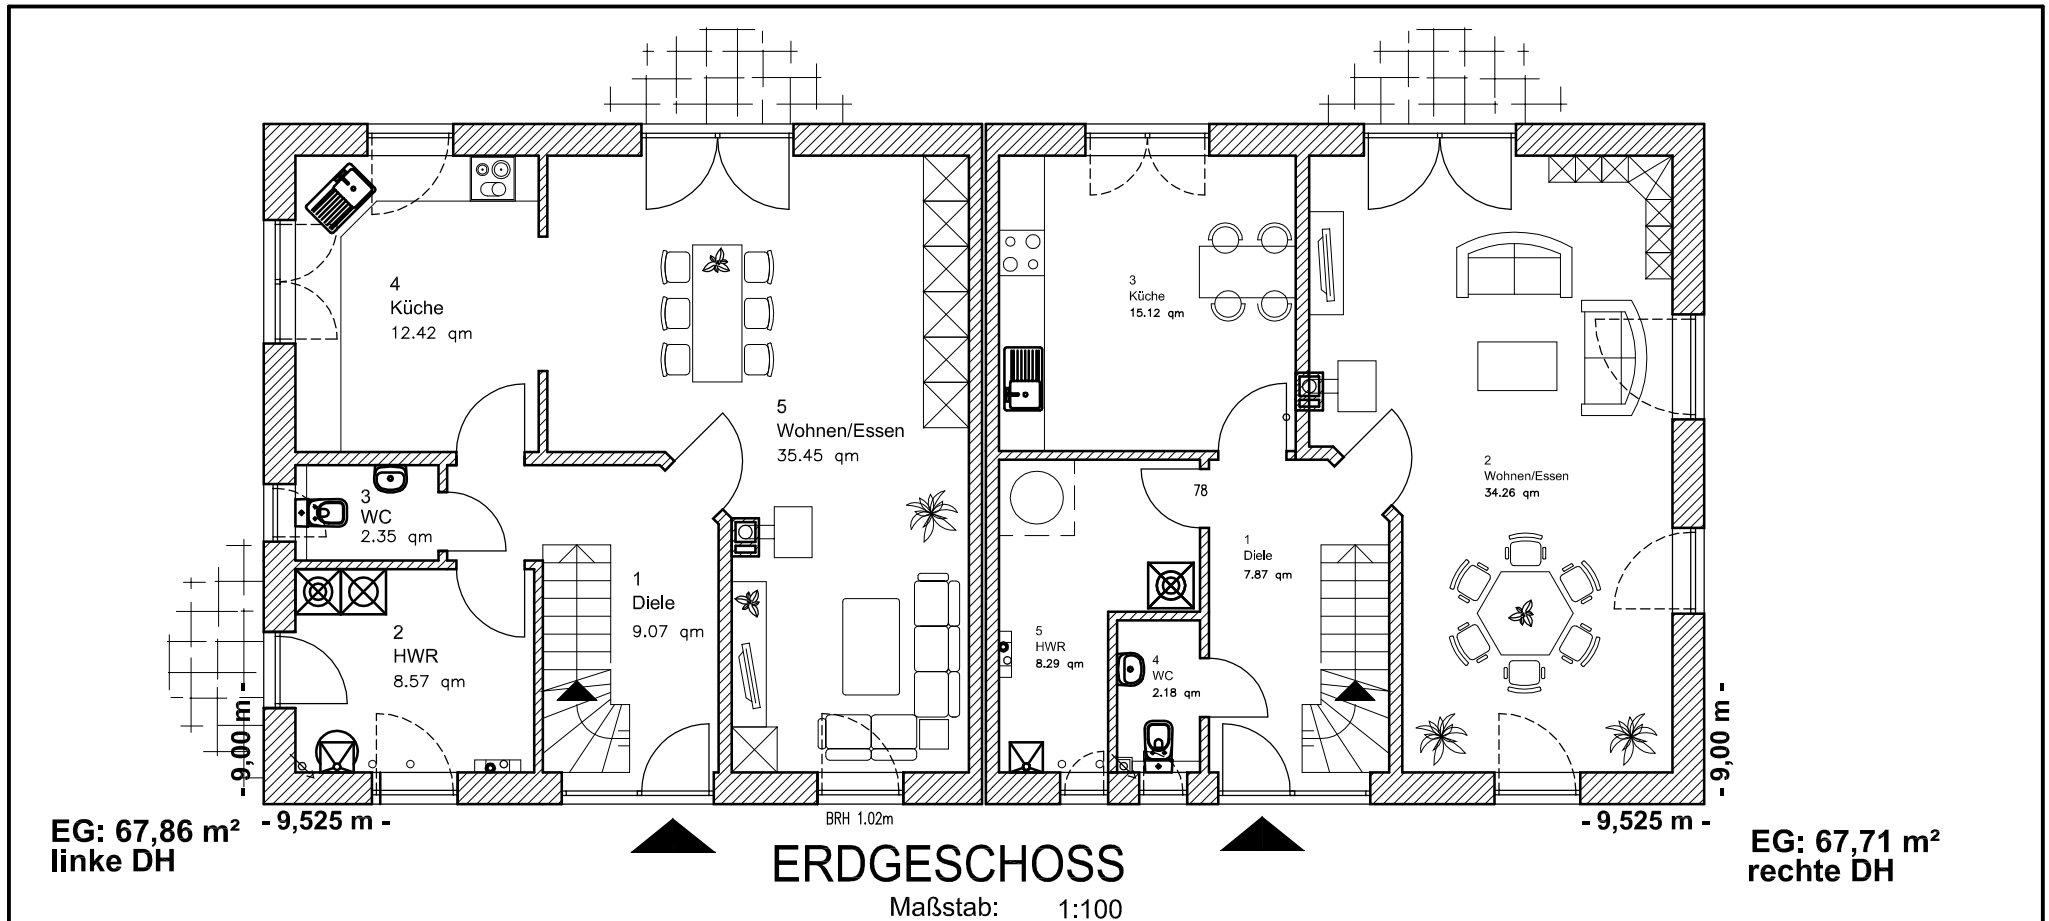 4
Küche
12.42 qm
3
Küche
15.12 qm
5
Wohnen/Essen
35.45 qm
2
Wohnen/Essen
34.26 qm
3
WC
2.35 qm
78
1
Diele
9.07 qm
1
Diele
7.87 qm
2
HWR
8.57 qm
5
HWR
8.29 qm
4
WC
2.18 qm
- 9,00 m -
- 9,00 m -
- 9,525 m -
BRH 1.02m
- 9,525 m -
EG: 67,86 m²
linke DH
EG: 67,71 m²
rechte DH
ERDGESCHOSS
Maßstab: 1:100